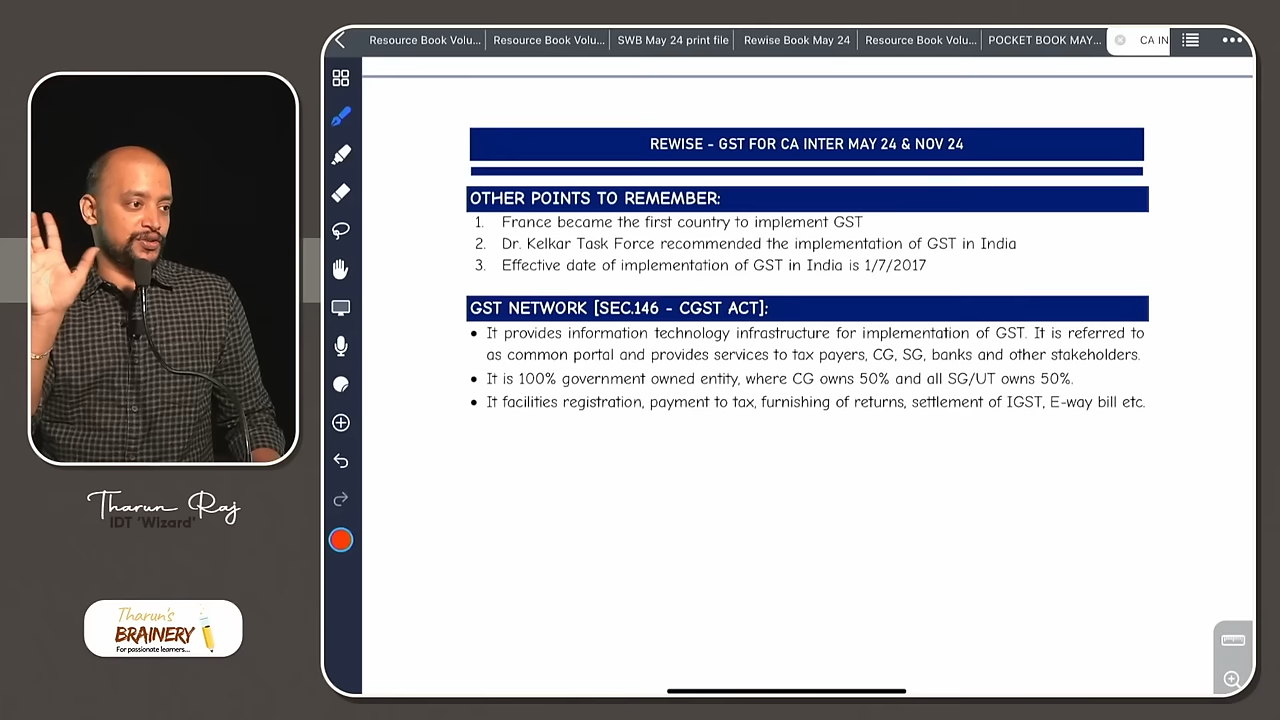 Resource Book Volu...
Resource Book Volu...
SWB May 24 print file
Rewise Book May 24
Resource Book Volu...
POCKET BOOK MAY...
CA IN
REWISE - GST FOR CA INTER MAY 24 & NOV 24
OTHER POINTS TO REMEMBER:
1. France became the first country to implement GST
2. Dr. Kelkar Task Force recommended the implementation of GST in India
3. Effective date of implementation of GST in India is 1/7/2017
GST NETWORK [SEC.146 - CGST ACT]:
• It provides information technology infrastructure for implementation of GST. It is referred to
as common portal and provides services to tax payers, CG, SG, banks and other stakeholders.
• It is 100% government owned entity, where CG owns 50% and all SG/UT owns 50%.
• It facilities registration, payment to tax, furnishing of returns, settlement of IGST, E-way bill etc.
Tharun Raj
IDT 'Wizard'
Tharun's
BRAINERY
For passionate learners...